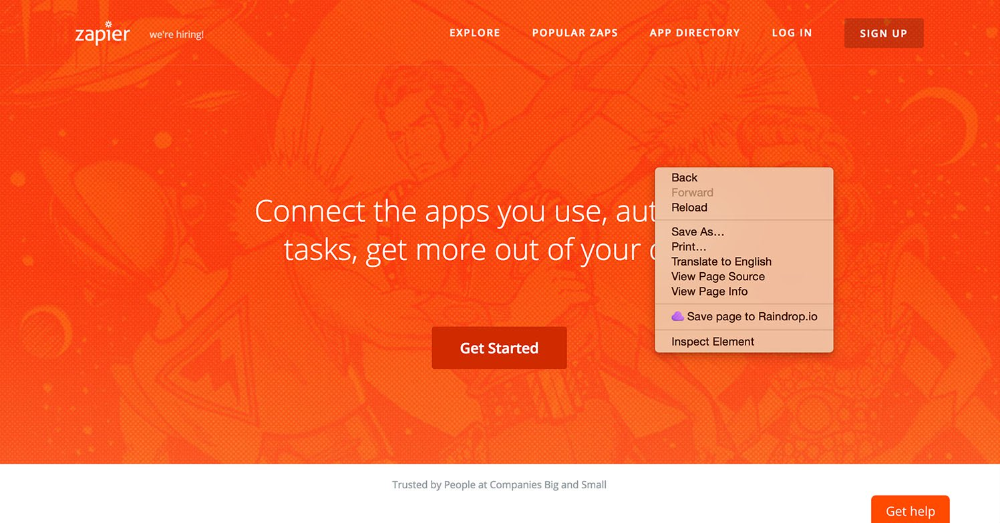 zapier
we're hiring!
EXPLORE
POPULAR ZAPS
APP DIRECTORY
LOG IN
SIGN UP
Connect the apps you use, aut
tasks, get more out of your
Get Started
Back
Forward
Reload
Save As...
Print...
Translate to English
View Page Source
View Page Info
Save page to Raindrop.io
Inspect Element
Trusted by People at Companies Big and Small
Get help